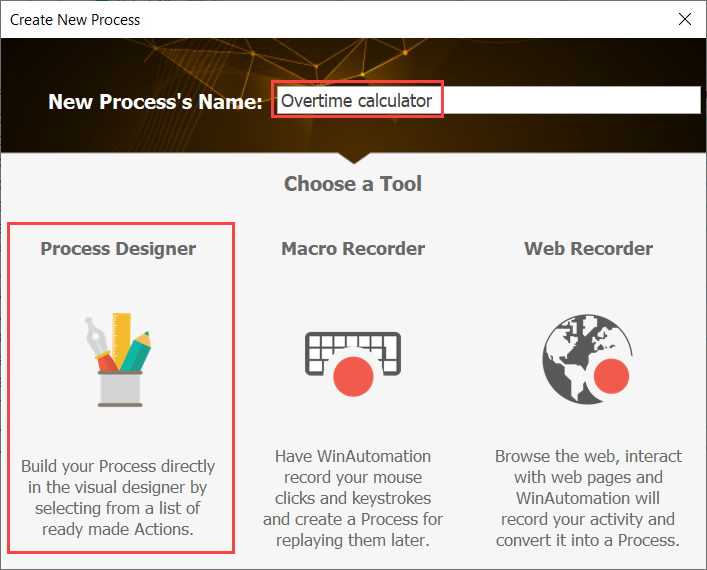 Create New Process
New Process's Name: Overtime calculator
Choose a Tool
Process Designer
Build your Process directly
in the visual designer by
selecting from a list of
ready made Actions.
Macro Recorder
Have WinAutomation
record your mouse
clicks and keystrokes
and create a Process for
replaying them later.
Web Recorder
Browse the web, interact
with web pages and
WinAutomation will
record your activity and
convert it into a Process.